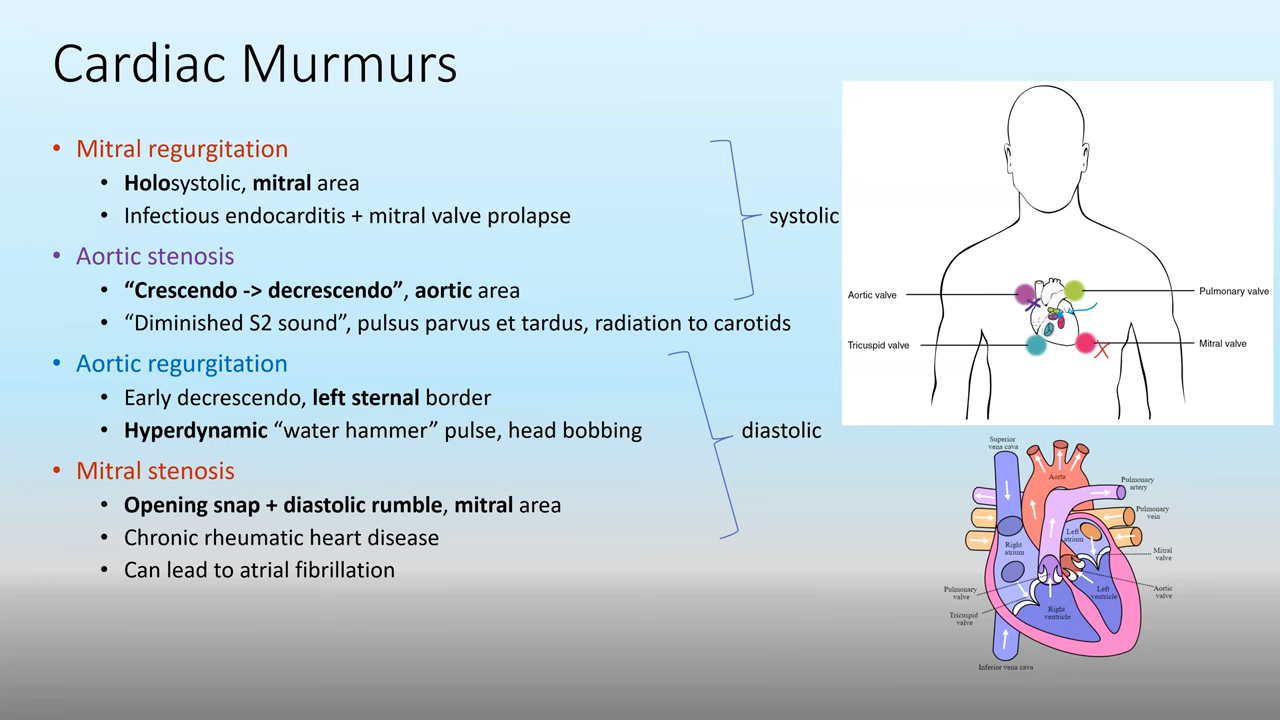 Cardiac Murmurs
• Mitral regurgitation
• Holosystolic, mitral area
• Infectious endocarditis + mitral valve prolapse
systolic
• Aortic stenosis
• “Crescendo -> decrescendo”, aortic area
• “Diminished S2 sound”, pulsus parvus et tardus, radiation to carotids
• Aortic regurgitation
• Early decrescendo, left sternal border
• Hyperdynamic “water hammer” pulse, head bobbing
diastolic
• Mitral stenosis
• Opening snap + diastolic rumble, mitral area
• Chronic rheumatic heart disease
• Can lead to atrial fibrillation
Aortic valve
Pulmonary valve
Tricuspid valve
Mitral valve
Superior
vena cava
Aorta
Pulmonary
artery
Pulmonary
vein
Left
atrium
Right
atrium
Mitral
valve
Pulmonary
valve
Aortic
valve
Left
ventricle
Tricuspid
valve
Right
ventricle
Inferior vena cava